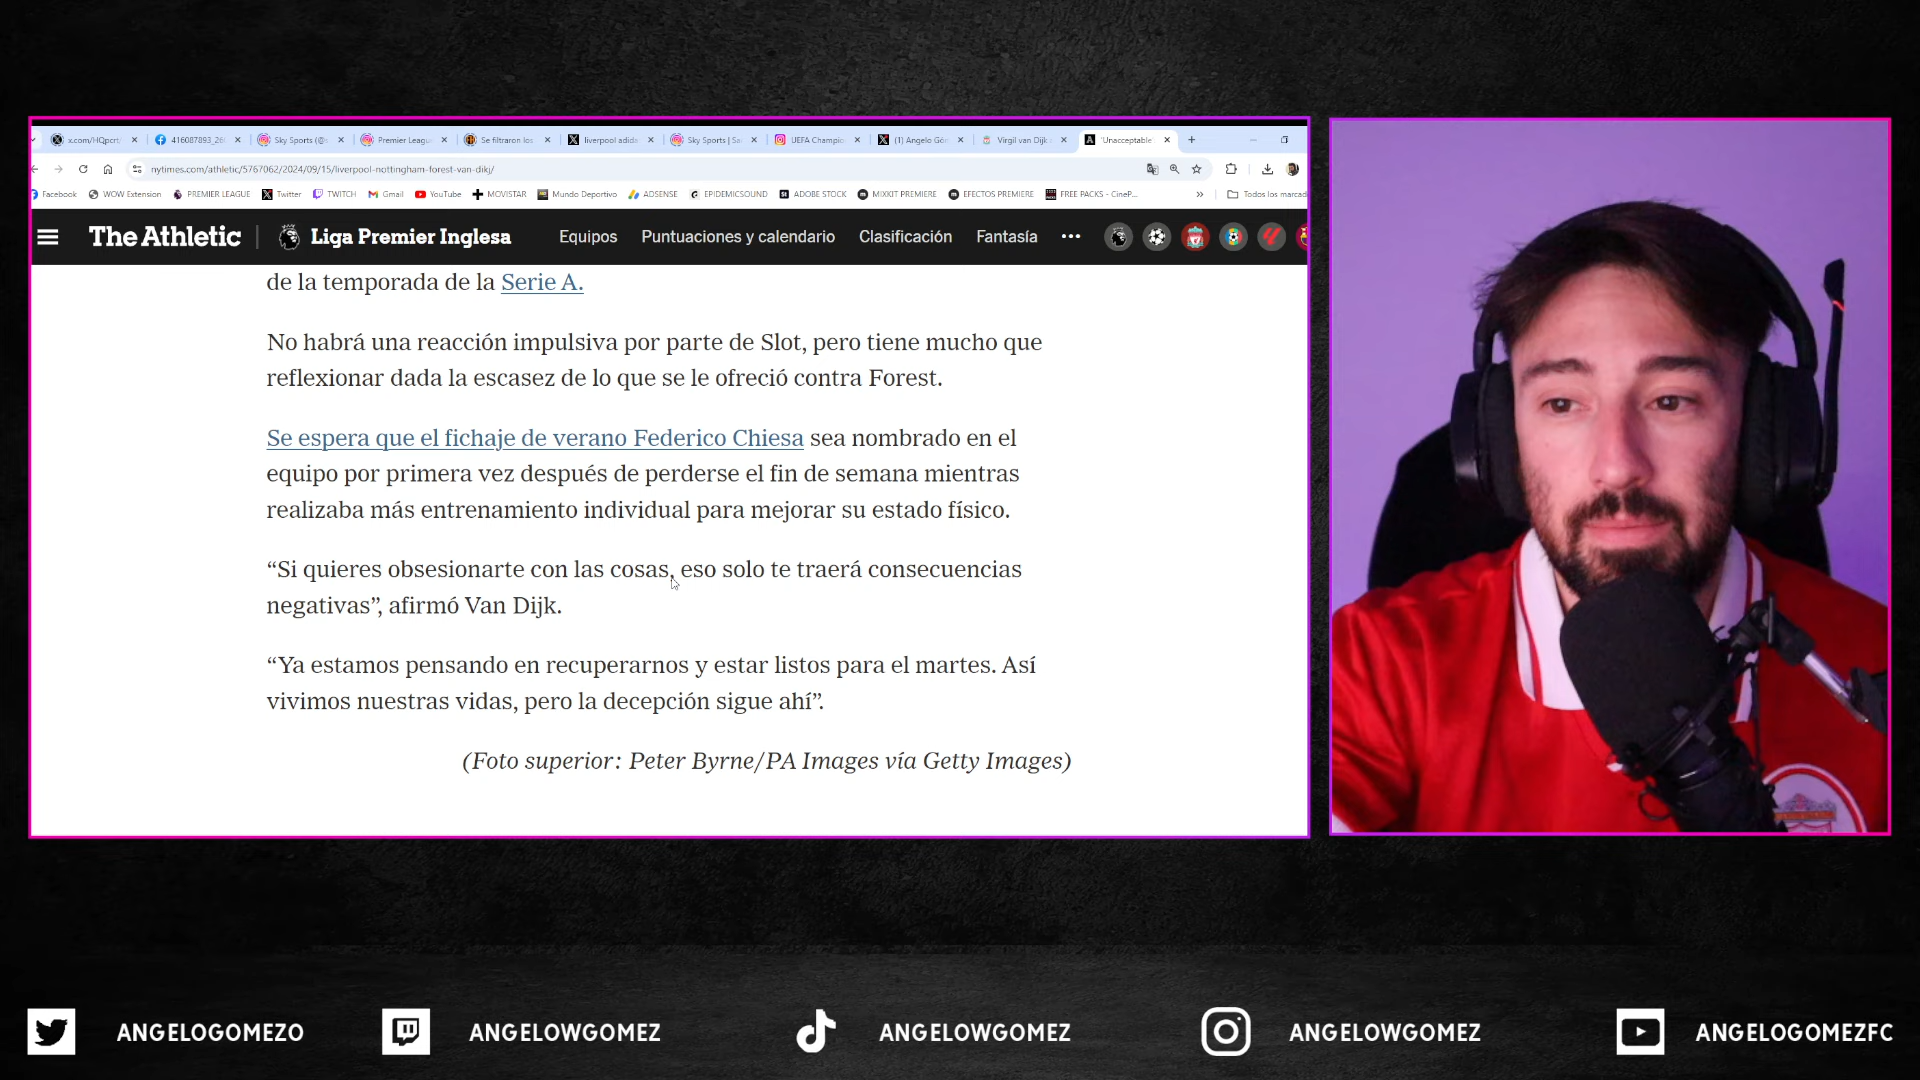 x.com/HQpcrt/
416087893_26
Sky Sports (@s
Premier Leagu
Se filtraron los
liverpool adida
Sky Sports | Sa
UEFA Champio
(1) Angelo Góm
Virgil van Dijk
'Unacceptable'
nytimes.com/athletic/5767062/2024/09/15/liverpool-nottingham-forest-van-dikj/
Facebook
WOW Extension
PREMIER LEAGUE
Twitter
TWITCH
Gmail
YouTube
MOVISTAR
Mundo Deportivo
ADSENSE
EPIDEMICSOUND
ADOBE STOCK
MIXKIT PREMIERE
EFECTOS PREMIERE
FREE PACKS - CineP...
»
Todos los marcad
The Athletic
Liga Premier Inglesa
Equipos
Puntuaciones y calendario
Clasificación
Fantasía
de la temporada de la Serie A.
No habrá una reacción impulsiva por parte de Slot, pero tiene mucho que
reflexionar dada la escasez de lo que se le ofreció contra Forest.
Se espera que el fichaje de verano Federico Chiesa sea nombrado en el
equipo por primera vez después de perderse el fin de semana mientras
realizaba más entrenamiento individual para mejorar su estado físico.
“Si quieres obsesionarte con las cosas, eso solo te traerá consecuencias
negativas”, afirmó Van Dijk.
“Ya estamos pensando en recuperarnos y estar listos para el martes. Así
vivimos nuestras vidas, pero la decepción sigue ahí”.
(Foto superior: Peter Byrne/PA Images vía Getty Images)
ANGELOGOMEZO
ANGELOWGOMEZ
ANGELOWGOMEZ
ANGELOWGOMEZ
ANGELOGOMEZFC